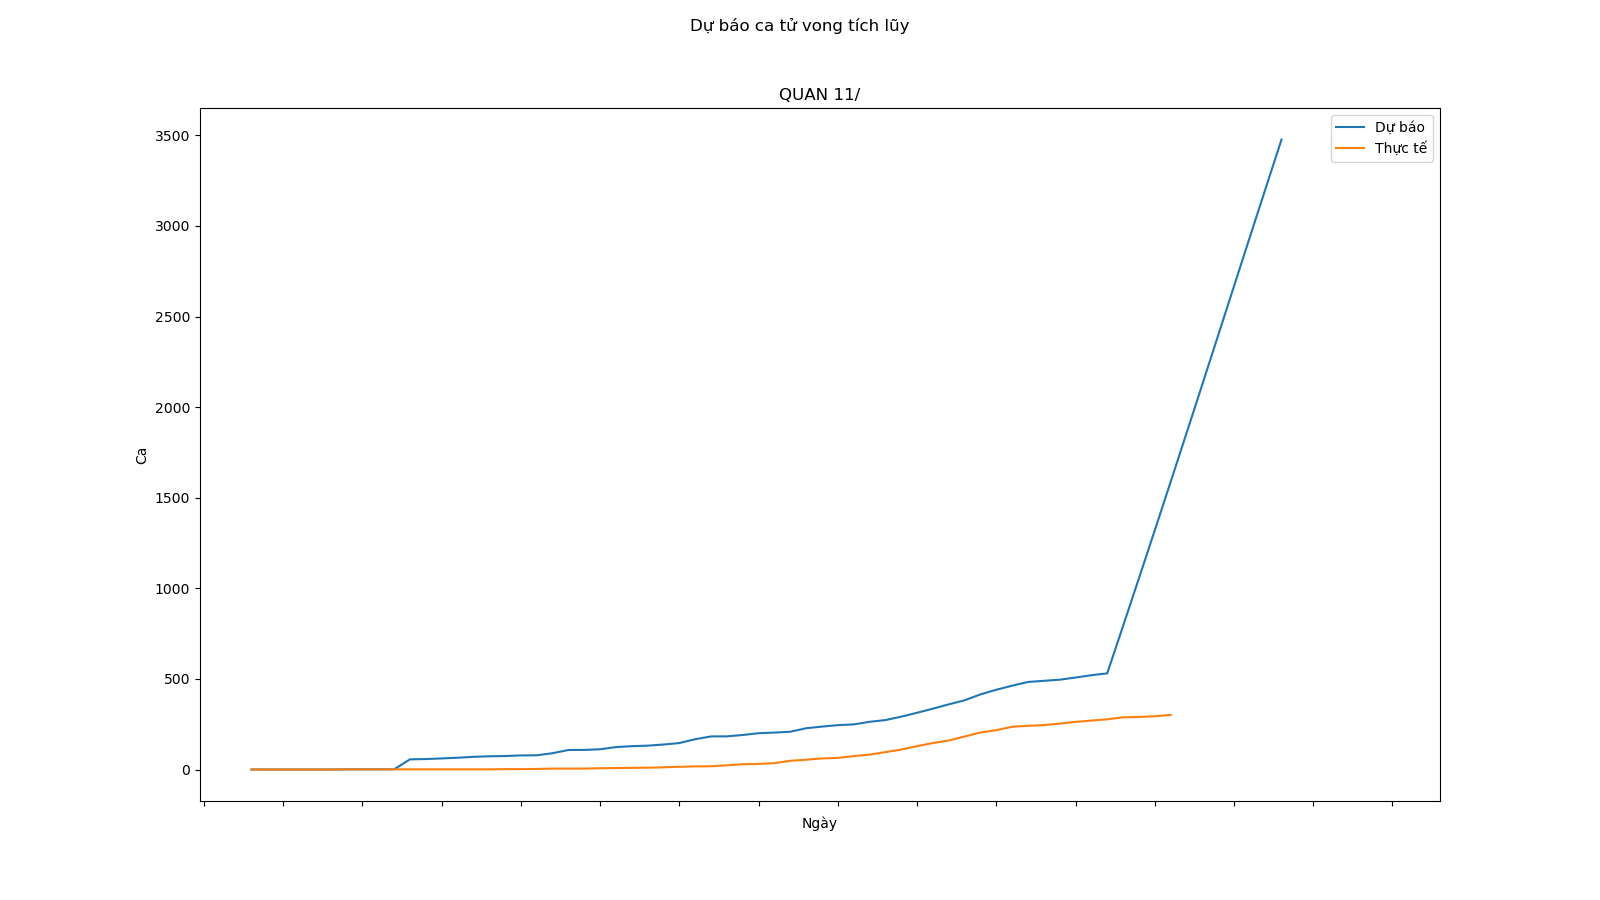 Dự báo ca tử vong tích lũy
QUAN 11/
Dự báo
Thực tế
3500
3000
2500
2000
1500
1000
500
0
Ca
Ngày